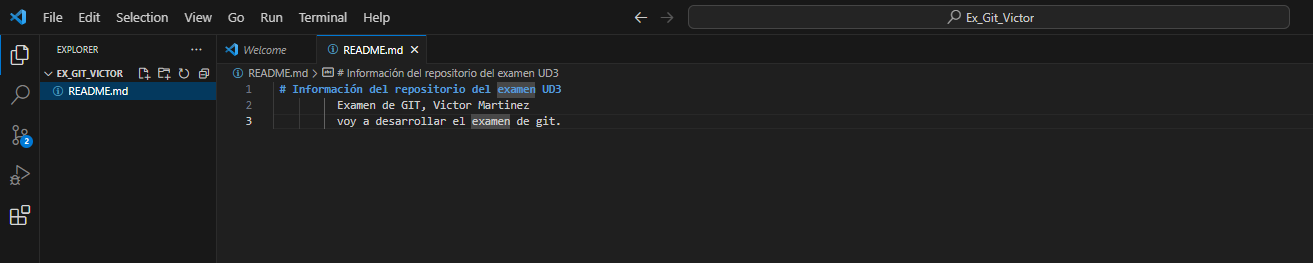 File Edit Selection View Go Run Terminal Help
Ex_Git_Victor
EXPLORER
Welcome
README.md
EX_GIT_VICTOR
README.md > # Información del repositorio del examen UD3
README.md
1 # Información del repositorio del examen UD3
2 Examen de GIT, Victor Martinez
3 voy a desarrollar el examen de git.
2